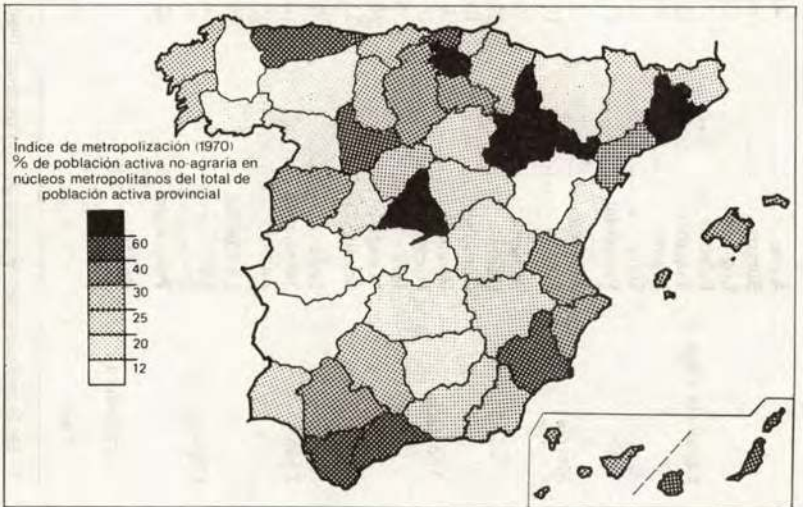 Índice de metropolización (1970)
% de población activa no-agraria en
núcleos metropolitanos del total de
población activa provincial
60
40
30
25
20
12